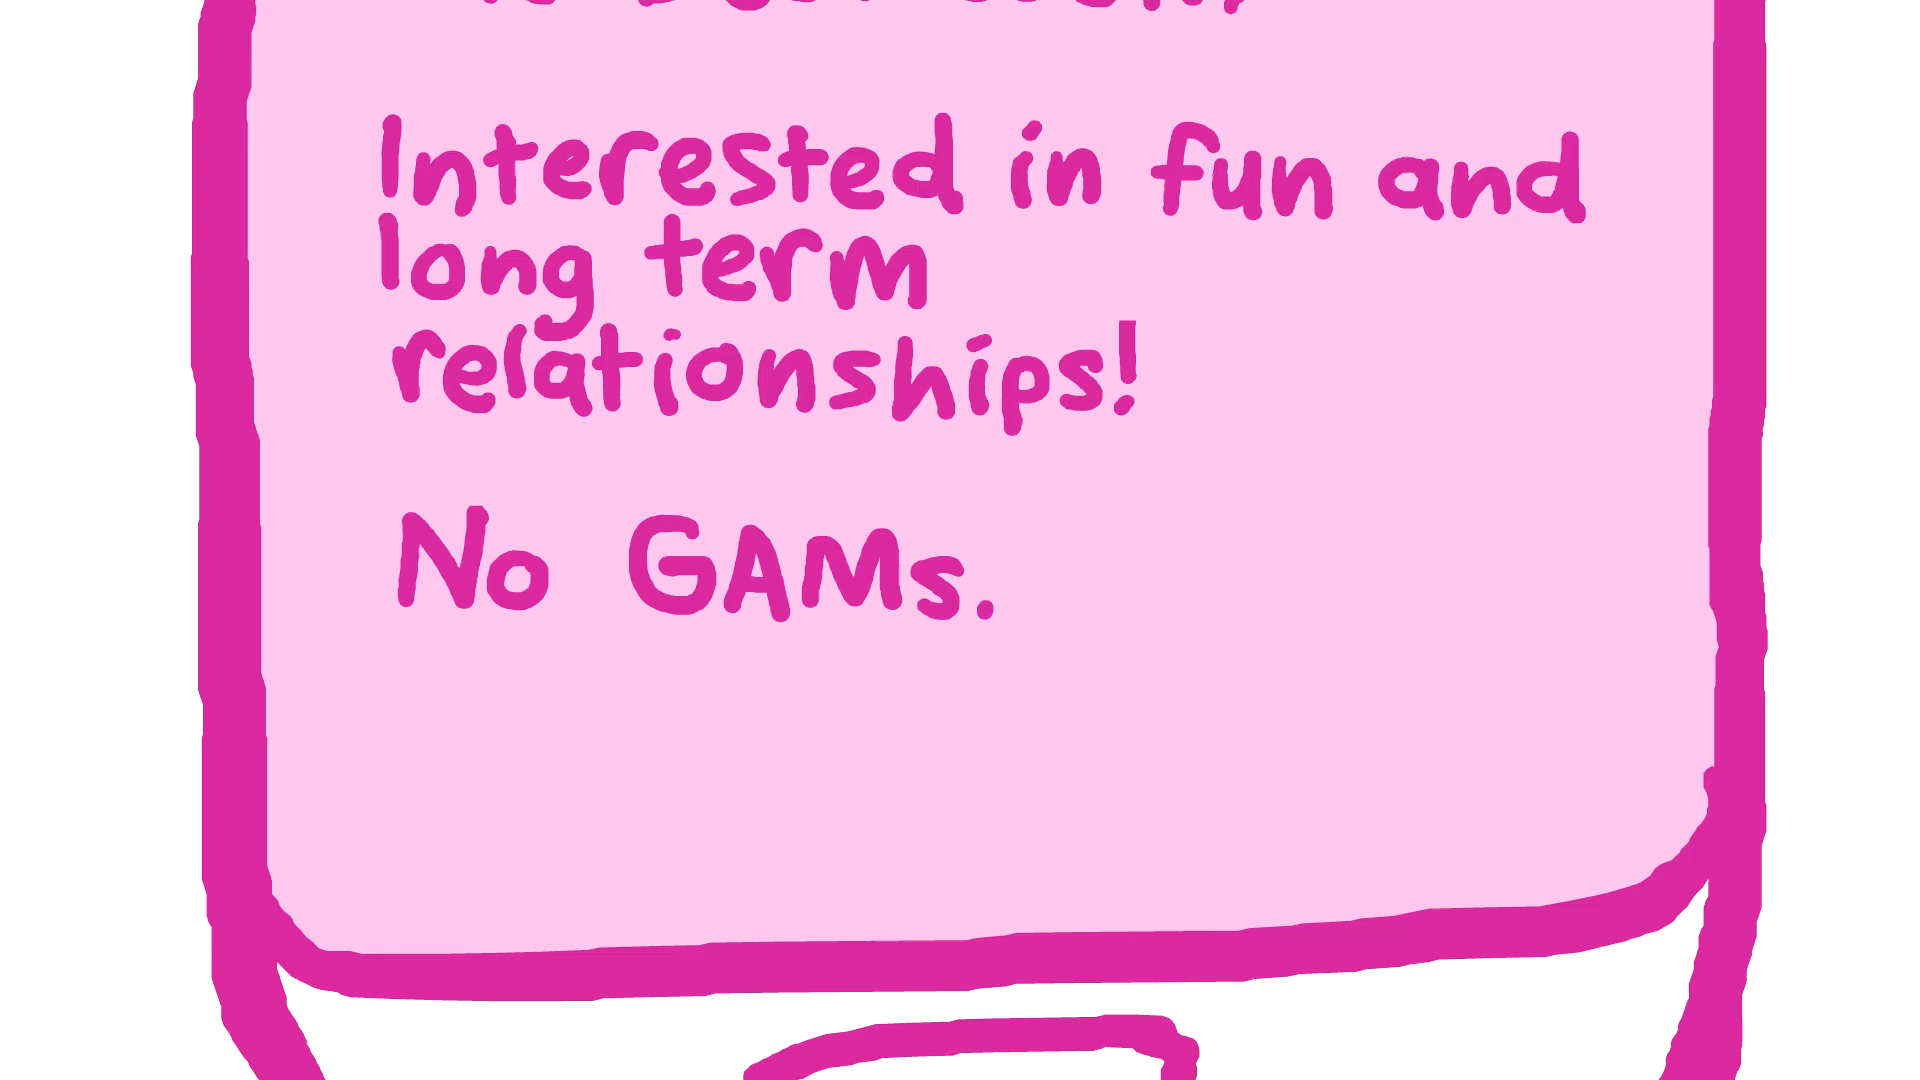 Interested in fun and
long term
relationships!
No GAMs.